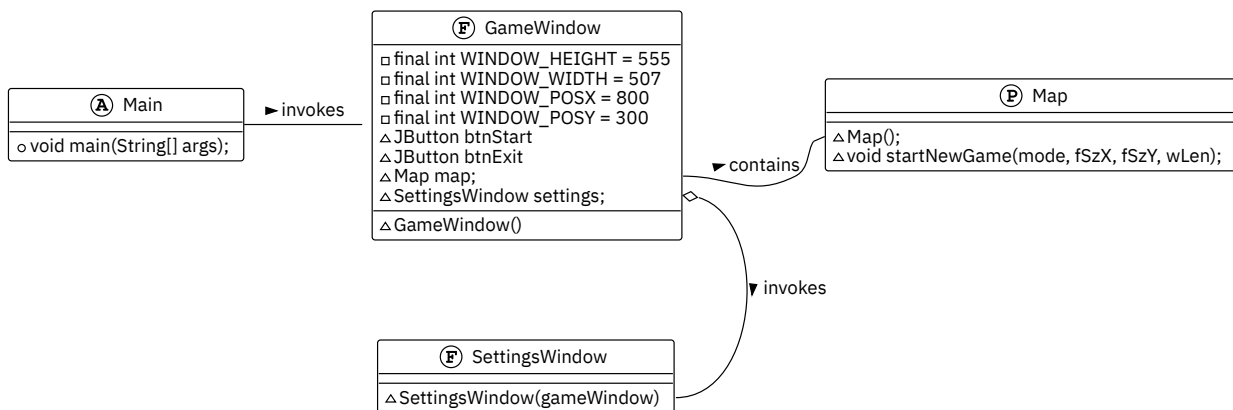 F GameWindow
final int WINDOW_HEIGHT = 555
final int WINDOW_WIDTH = 507
final int WINDOW_POSX = 800
final int WINDOW_POSY = 300
JButton btnStart
JButton btnExit
Map map;
SettingsWindow settings;
GameWindow()
A Main
void main(String[] args);
invokes
P Map
Map();
void startNewGame(mode, fSzX, fSzY, wLen);
contains
invokes
F SettingsWindow
SettingsWindow(gameWindow)